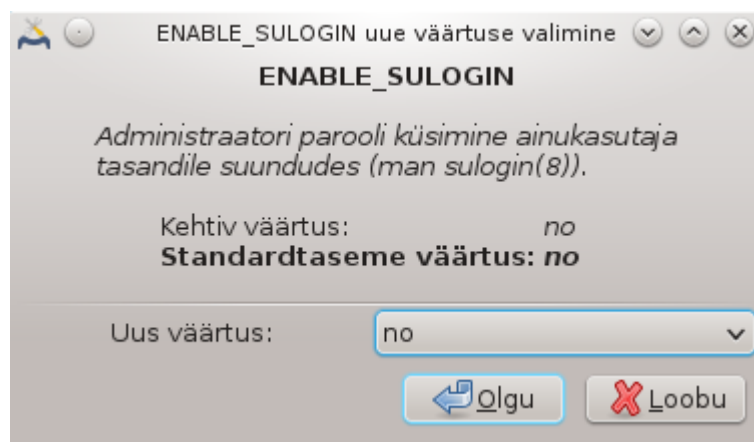 ENABLE_SULOGIN uue väärtuse valimine
ENABLE_SULOGIN
Administraatori parooli küsimine ainukasutaja
tasandile suundudes (man sulogin(8)).
Kehtiv väärtus: no
Standardtaseme väärtus: no
Uus väärtus: no
Olgu Loobu